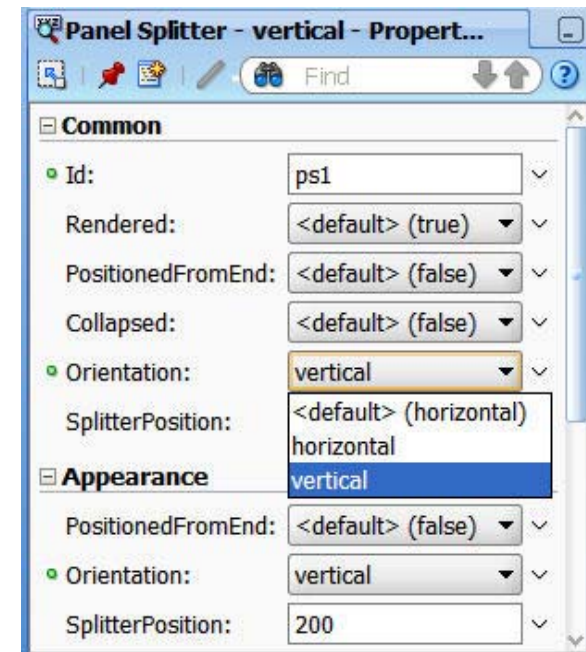 Panel Splitter - vertical - Propert...
Find
Common
Id: ps1
Rendered: <default> (true)
PositionedFromEnd: <default> (false)
Collapsed: <default> (false)
Orientation: vertical
<default> (horizontal)
SplitterPosition:
horizontal
vertical
Appearance
PositionedFromEnd: <default> (false)
Orientation: vertical
SplitterPosition: 200